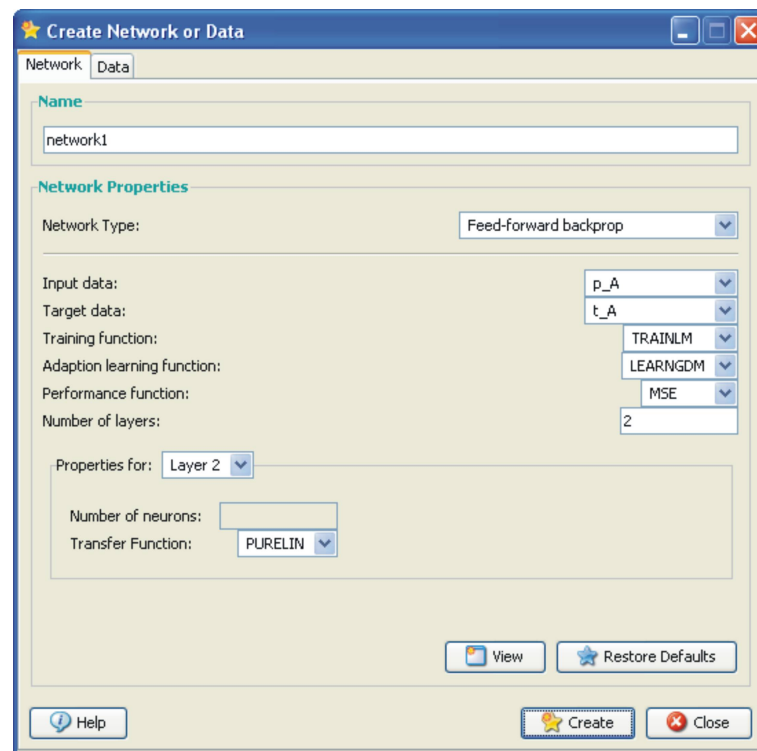 Create Network or Data
Network Data
Name
network1
Network Properties
Network Type: Feed-forward backprop
Input data: p_A
Target data: t_A
Training function: TRAINLM
Adaption learning function: LEARNGDM
Performance function: MSE
Number of layers: 2
Properties for: Layer 2
Number of neurons:
Transfer Function: PURELIN
View Restore Defaults
Help Create Close